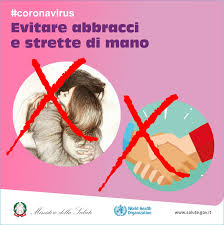 #coronavirus
Evitare abbracci
e strette di mano
Ministero della Salute
World Health
Organization
www.salute.gov.it